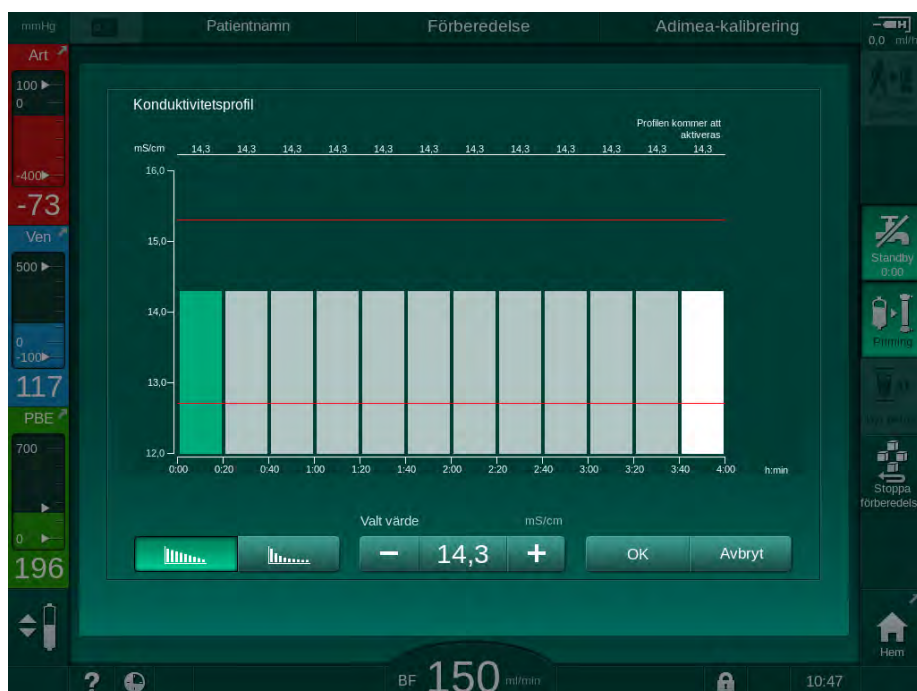 mmHg
Patientnamn
Förberedelse
Adimea-kalibrering
0,0 ml/h
Art
100
0
-400
-73
Ven
500
0
-100
117
PBE
700
0
196
Konduktivitetsprofil
Profilen kommer att
aktiveras
mS/cm 14,3 14,3 14,3 14,3 14,3 14,3 14,3 14,3 14,3 14,3 14,3 14,3
16,0
15,0
14,0
13,0
12,0
0:00 0:20 0:40 1:00 1:20 1:40 2:00 2:20 2:40 3:00 3:20 3:40 4:00 h:min
Valt värde mS/cm
− 14,3 + OK Avbryt
Standby
0:00
Priming
Stoppa
förberedels
Hem
? BF 150 ml/min 10:47